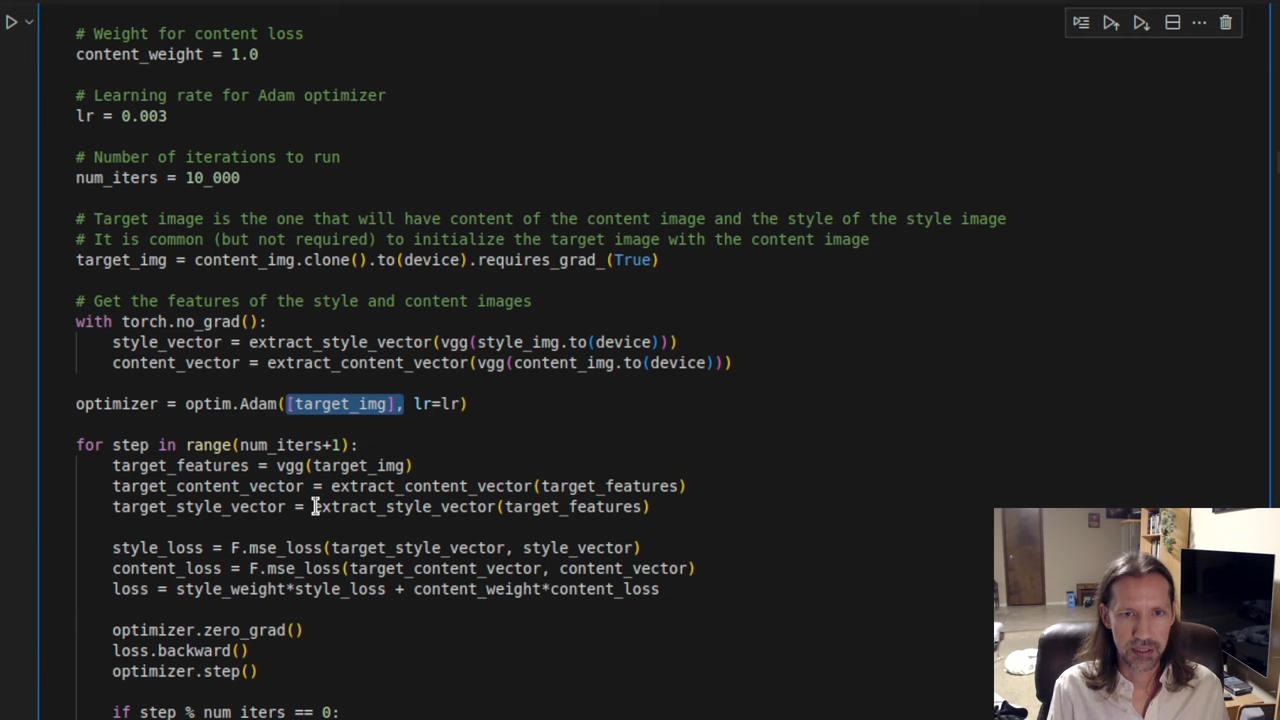 # Weight for content loss
content_weight = 1.0
# Learning rate for Adam optimizer
lr = 0.003
# Number of iterations to run
num_iters = 10_000
# Target image is the one that will have content of the content image and the style of the style image
# It is common (but not required) to initialize the target image with the content image
target_img = content_img.clone().to(device).requires_grad_(True)
# Get the features of the style and content images
with torch.no_grad():
style_vector = extract_style_vector(vgg(style_img.to(device)))
content_vector = extract_content_vector(vgg(content_img.to(device)))
optimizer = optim.Adam([target_img], lr=lr)
for step in range(num_iters+1):
target_features = vgg(target_img)
target_content_vector = extract_content_vector(target_features)
target_style_vector = extract_style_vector(target_features)
style_loss = F.mse_loss(target_style_vector, style_vector)
content_loss = F.mse_loss(target_content_vector, content_vector)
loss = style_weight*style_loss + content_weight*content_loss
optimizer.zero_grad()
loss.backward()
optimizer.step()
if step % num_iters == 0: